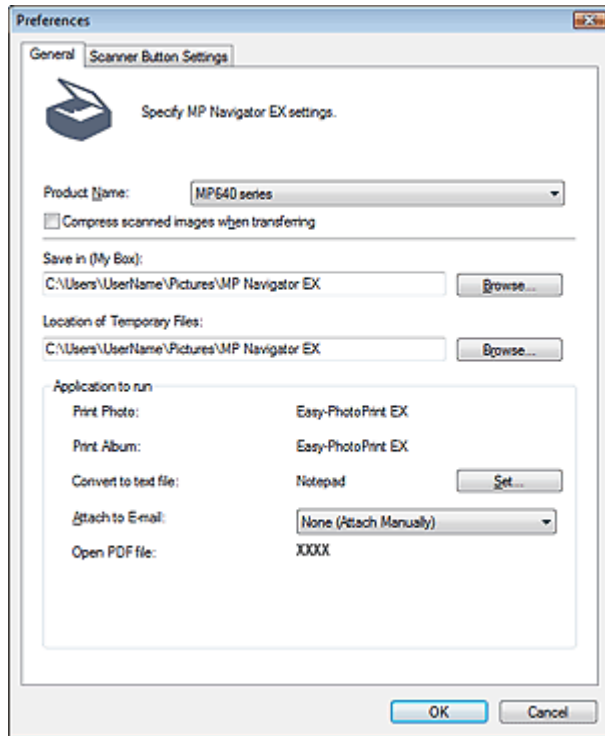 Preferences
General Scanner Button Settings
Specify MP Navigator EX settings.
Product Name: MP640 series
Compress scanned images when transferring
Save in (My Box):
C:\Users\UserName\Pictures\MP Navigator EX Browse...
Location of Temporary Files:
C:\Users\UserName\Pictures\MP Navigator EX Browse...
Application to run
Print Photo: Easy-PhotoPrint EX
Print Album: Easy-PhotoPrint EX
Convert to text file: Notepad Set...
Attach to E-mail: None (Attach Manually)
Open PDF file: XXXX
OK Cancel